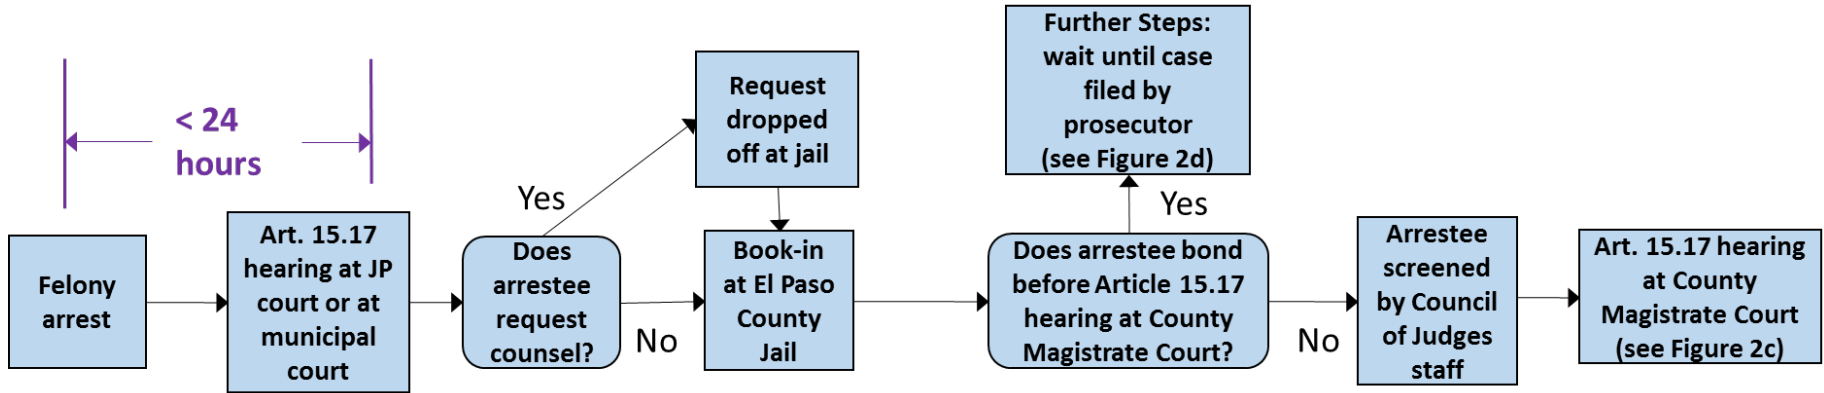 < 24
hours
Felony
arrest
Art. 15.17
hearing at JP
court or at
municipal
court
Does
arrestee
request
counsel?
Yes
No
Request
dropped
off at jail
Book-in
at El Paso
County
Jail
Does arrestee bond
before Article 15.17
hearing at County
Magistrate Court?
Yes
No
Further Steps:
wait until case
filed by
prosecutor
(see Figure 2d)
Arrestee
screened
by Council
of Judges
staff
Art. 15.17 hearing
at County
Magistrate Court
(see Figure 2c)